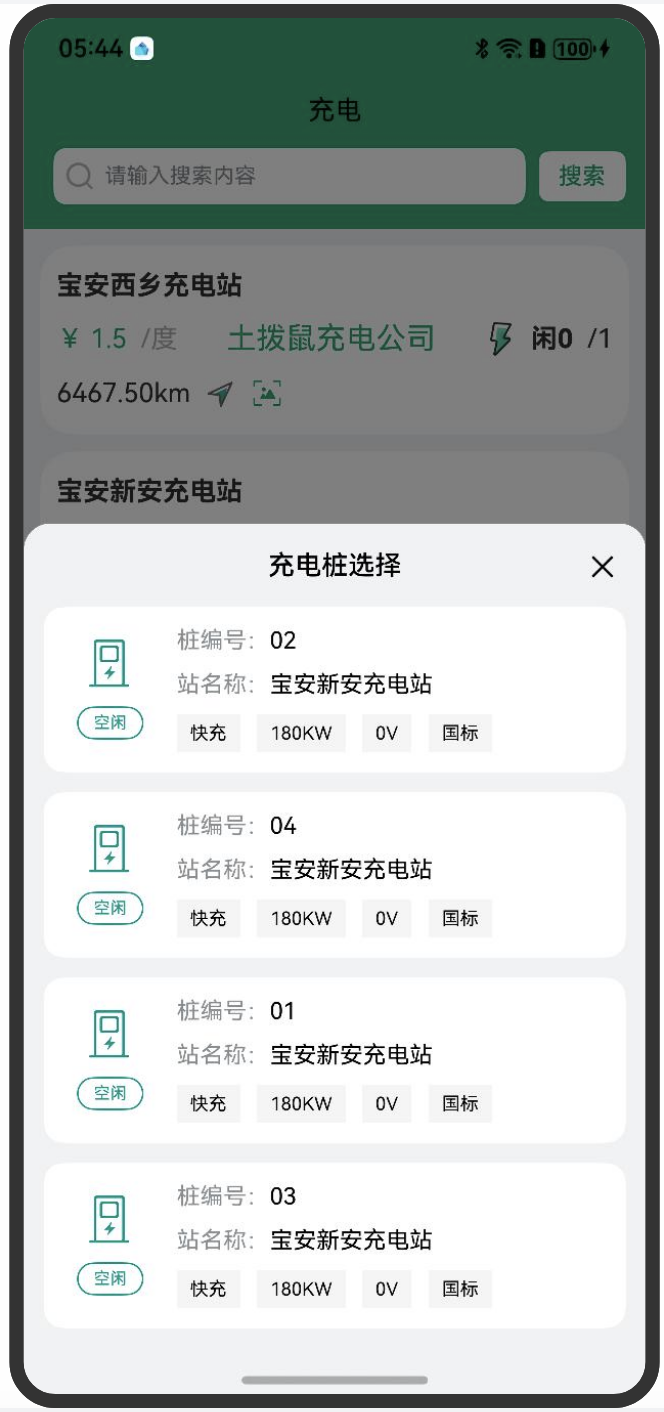 05:44 100
充电
请输入搜索内容 搜索
宝安西乡充电站
¥ 1.5 /度 土拨鼠充电公司 闲0 /1
6467.50km
宝安新安充电站
充电桩选择
桩编号: 02
站名称: 宝安新安充电站
空闲 快充 180KW 0V 国标
桩编号: 04
站名称: 宝安新安充电站
空闲 快充 180KW 0V 国标
桩编号: 01
站名称: 宝安新安充电站
空闲 快充 180KW 0V 国标
桩编号: 03
站名称: 宝安新安充电站
空闲 快充 180KW 0V 国标